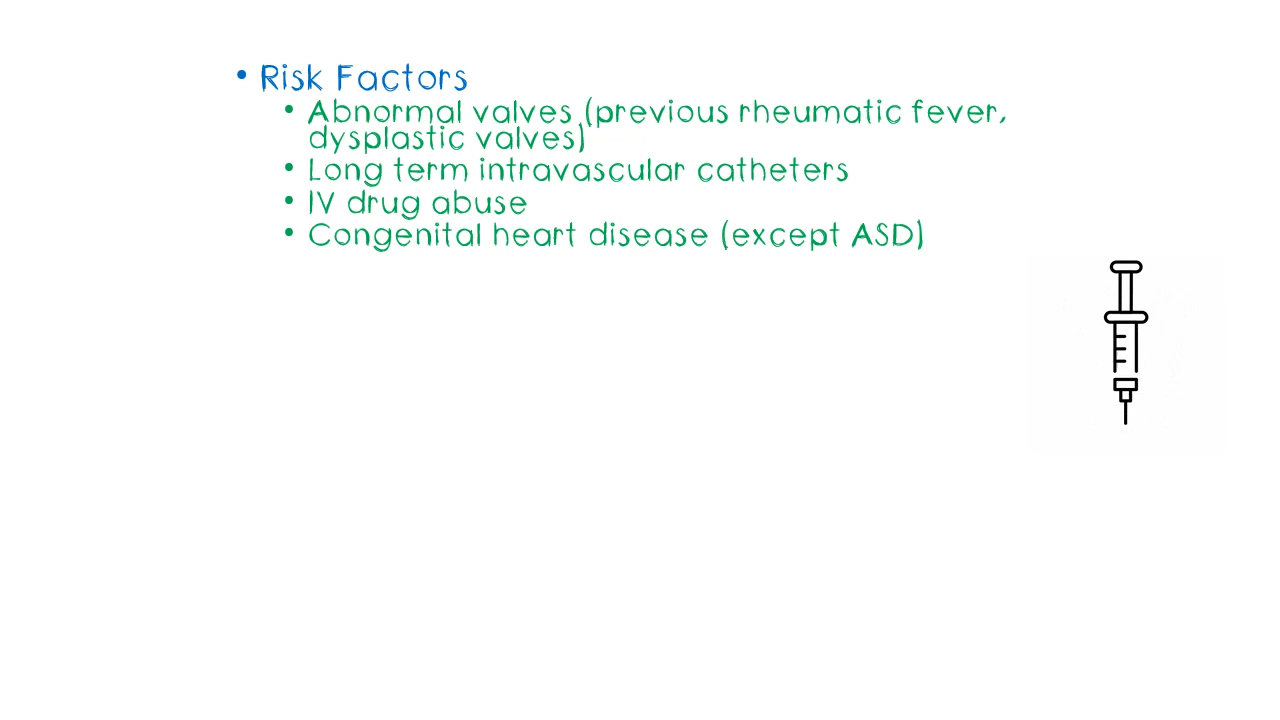 • Risk Factors
• Abnormal valves (previous rheumatic fever,
dysplastic valves)
• Long term intravascular catheters
• IV drug abuse
• Congenital heart disease (except ASD)